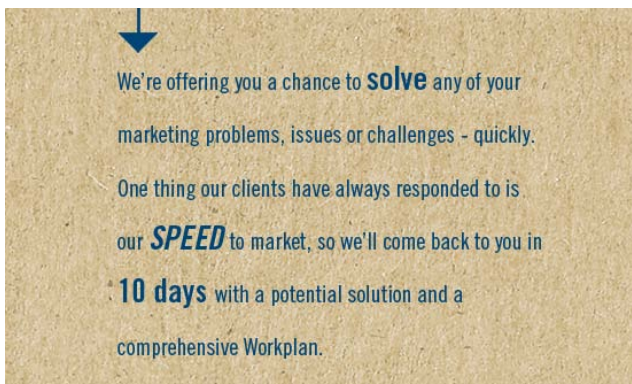 We're offering you a chance to solve any of your
marketing problems, issues or challenges - quickly.
One thing our clients have always responded to is
our SPEED to market, so we'll come back to you in
10 days with a potential solution and a
comprehensive Workplan.